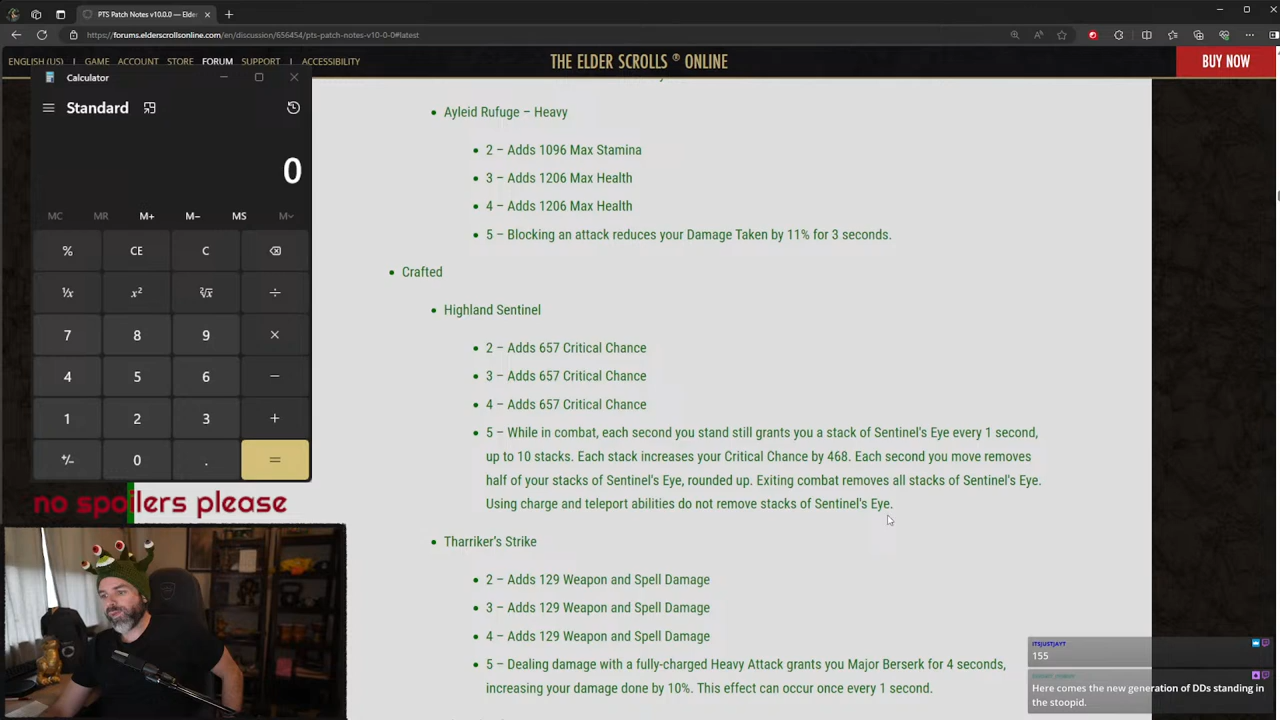 PTS Patch Notes v10.0.0 — Elder
https://forums.elderscrollsonline.com/en/discussion/656454/pts-patch-notes-v10-0-0#latest
ENGLISH (US) GAME ACCOUNT STORE FORUM SUPPORT ACCESSIBILITY
THE ELDER SCROLLS ® ONLINE
BUY NOW
Calculator
Standard
0
MC MR M+ M− MS M˅
% CE C
¹/x x² ²√x ÷
7 8 9 ×
4 5 6 −
1 2 3 +
+/− 0 . =
no spoilers please
• Ayleid Rufuge – Heavy
• 2 – Adds 1096 Max Stamina
• 3 – Adds 1206 Max Health
• 4 – Adds 1206 Max Health
• 5 – Blocking an attack reduces your Damage Taken by 11% for 3 seconds.
• Crafted
• Highland Sentinel
• 2 – Adds 657 Critical Chance
• 3 – Adds 657 Critical Chance
• 4 – Adds 657 Critical Chance
• 5 – While in combat, each second you stand still grants you a stack of Sentinel's Eye every 1 second,
up to 10 stacks. Each stack increases your Critical Chance by 468. Each second you move removes
half of your stacks of Sentinel's Eye, rounded up. Exiting combat removes all stacks of Sentinel's Eye.
Using charge and teleport abilities do not remove stacks of Sentinel's Eye.
• Tharriker's Strike
• 2 – Adds 129 Weapon and Spell Damage
• 3 – Adds 129 Weapon and Spell Damage
• 4 – Adds 129 Weapon and Spell Damage
• 5 – Dealing damage with a fully-charged Heavy Attack grants you Major Berserk for 4 seconds,
increasing your damage done by 10%. This effect can occur once every 1 second.
ITSJUSTJAYT
155
Here comes the new generation of DDs standing in
the stoopid.